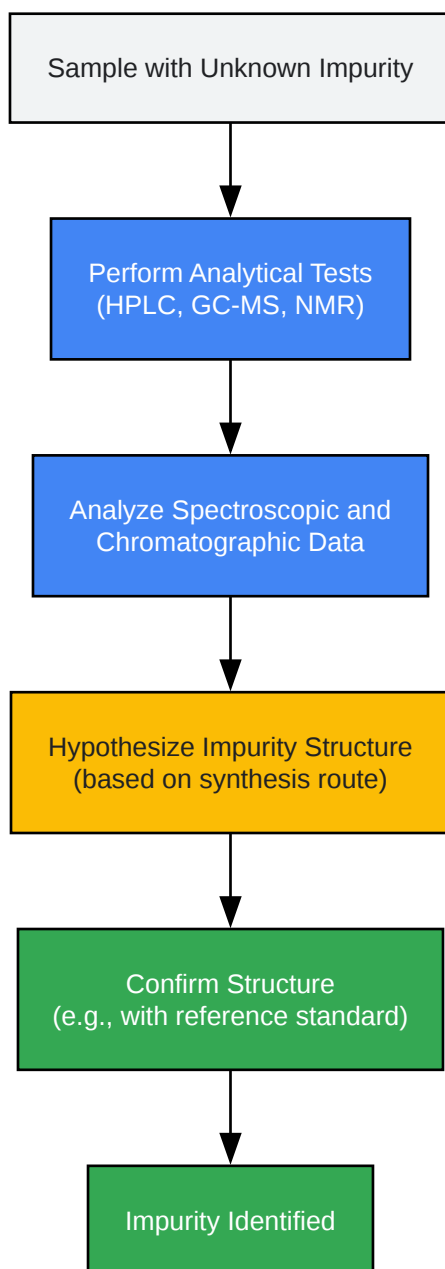 Sample with Unknown Impurity
Perform Analytical Tests
(HPLC, GC-MS, NMR)
Analyze Spectroscopic and
Chromatographic Data
Hypothesize Impurity Structure
(based on synthesis route)
Confirm Structure
(e.g., with reference standard)
Impurity Identified